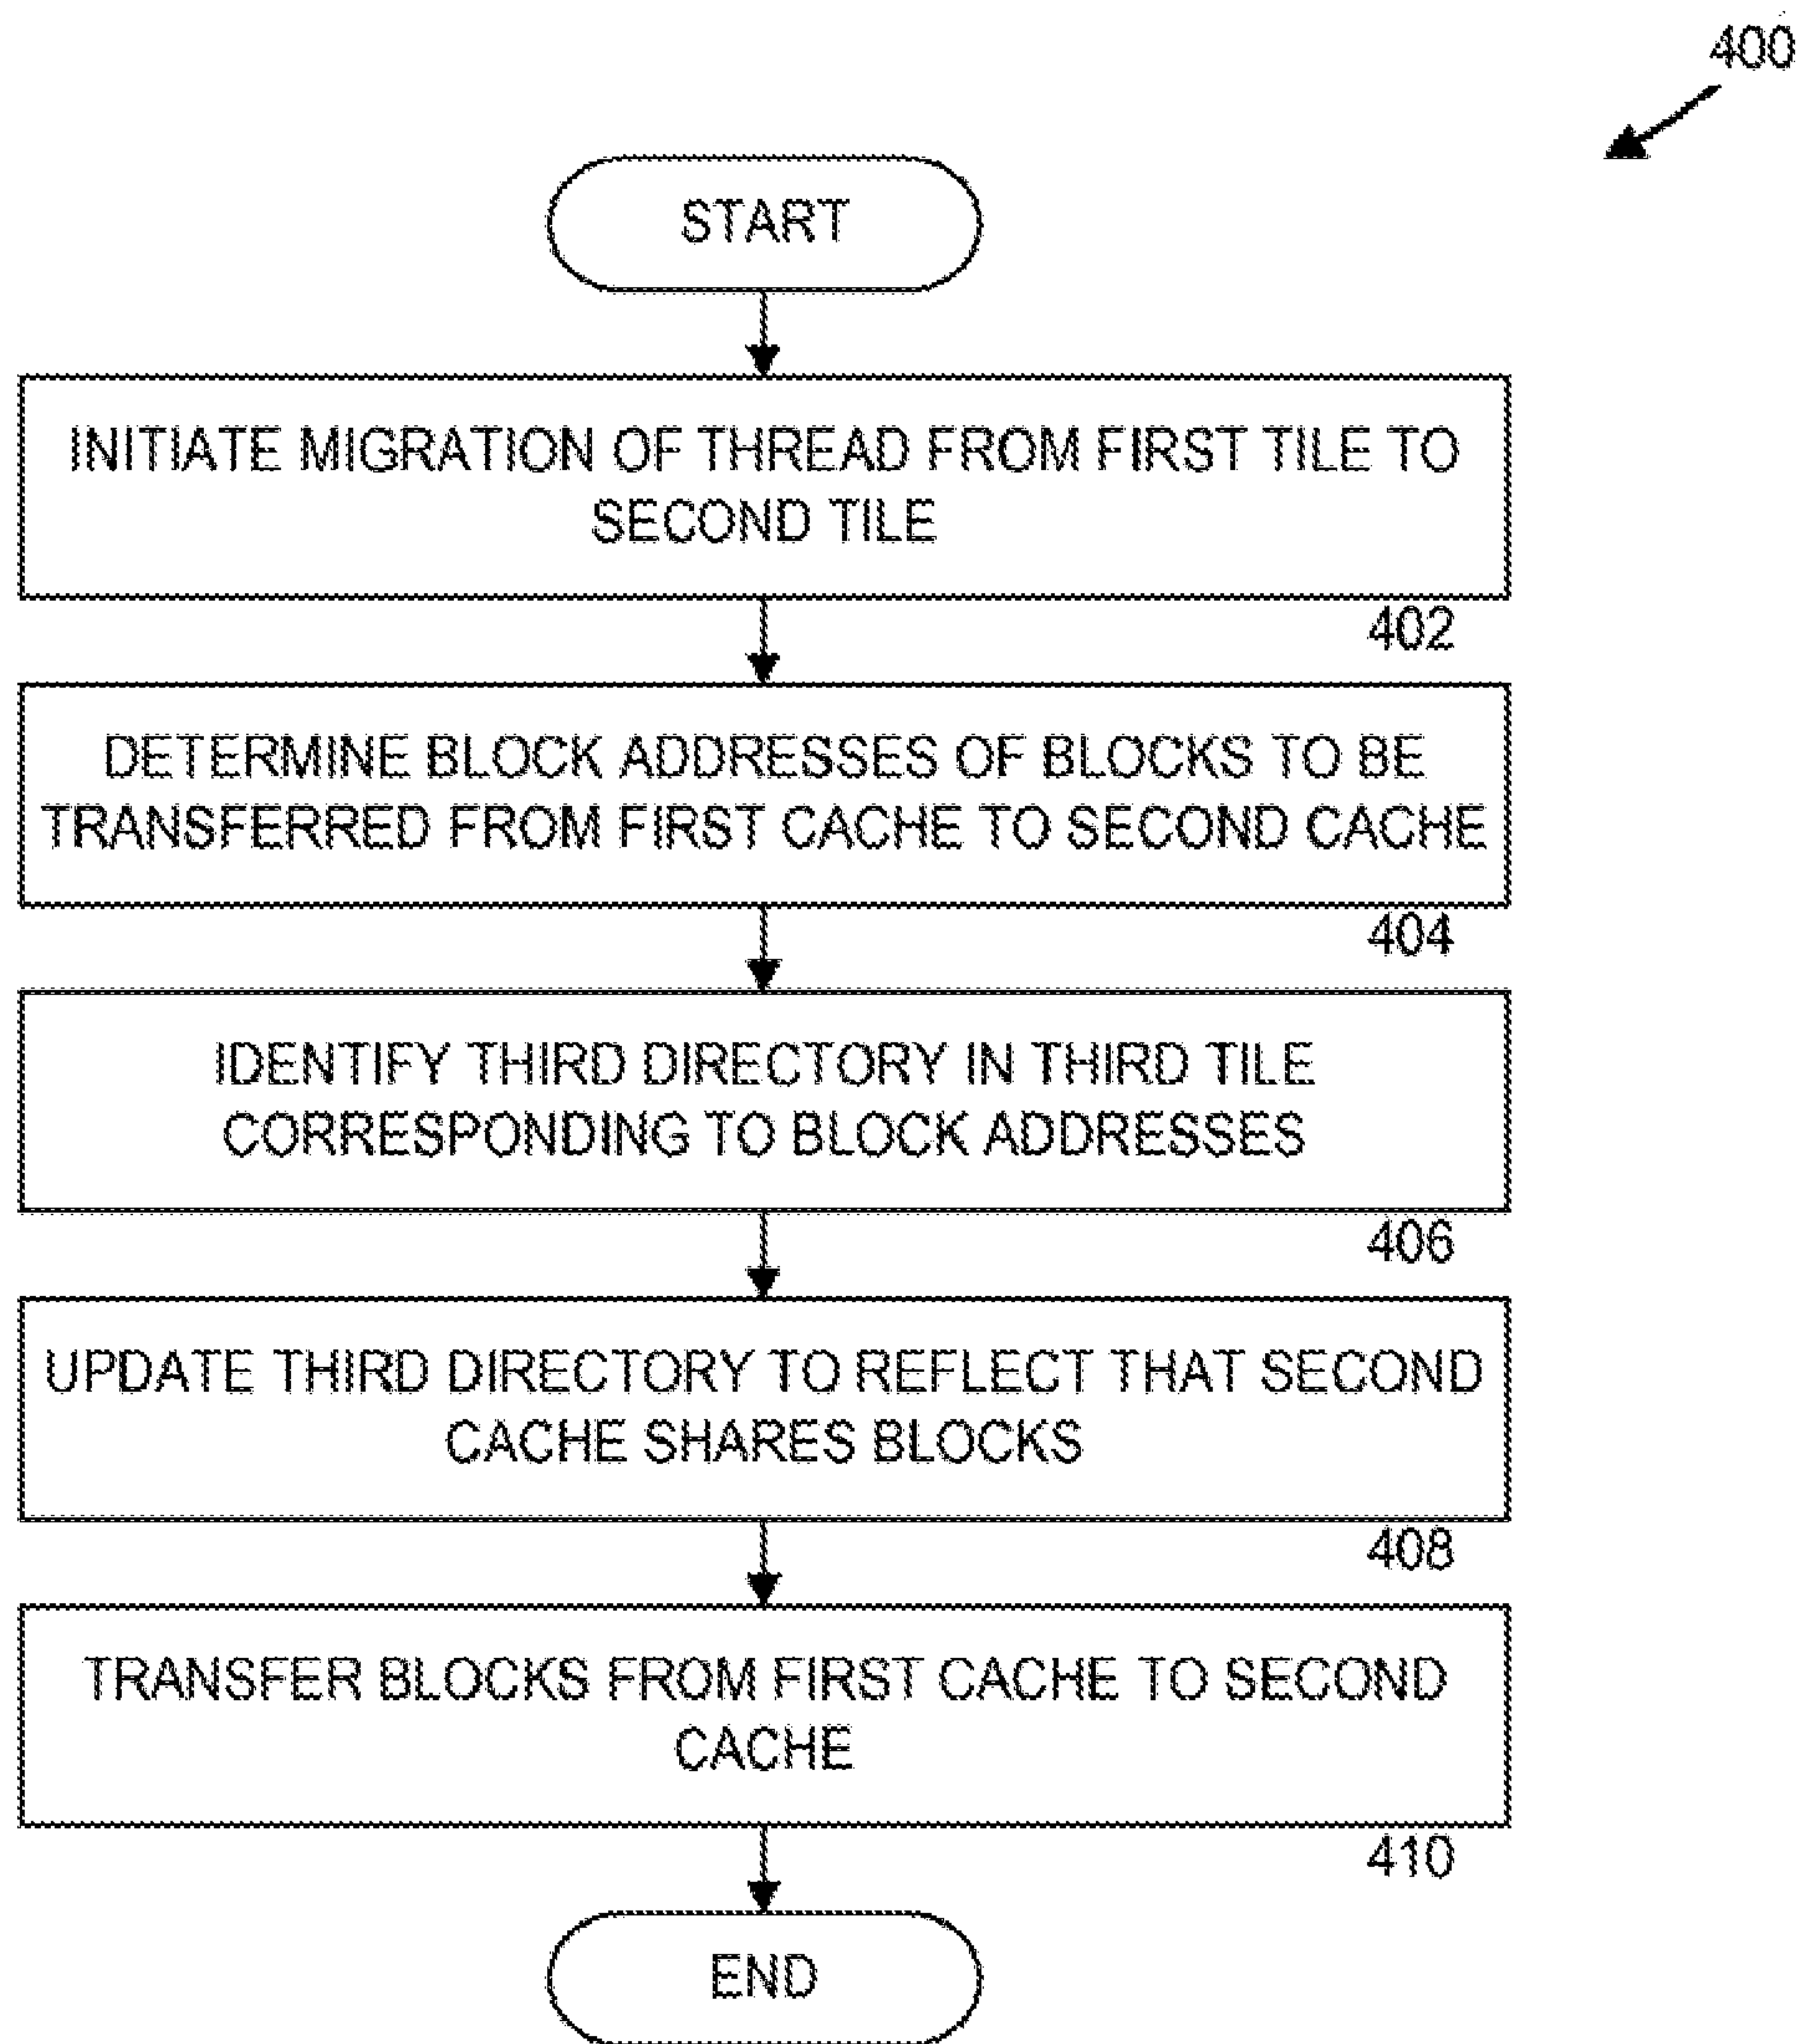 400
START
INITIATE MIGRATION OF THREAD FROM FIRST TILE TO
SECOND TILE
402
DETERMINE BLOCK ADDRESSES OF BLOCKS TO BE
TRANSFERRED FROM FIRST CACHE TO SECOND CACHE
404
IDENTIFY THIRD DIRECTORY IN THIRD TILE
CORRESPONDING TO BLOCK ADDRESSES
406
UPDATE THIRD DIRECTORY TO REFLECT THAT SECOND
CACHE SHARES BLOCKS
408
TRANSFER BLOCKS FROM FIRST CACHE TO SECOND
CACHE
410
END